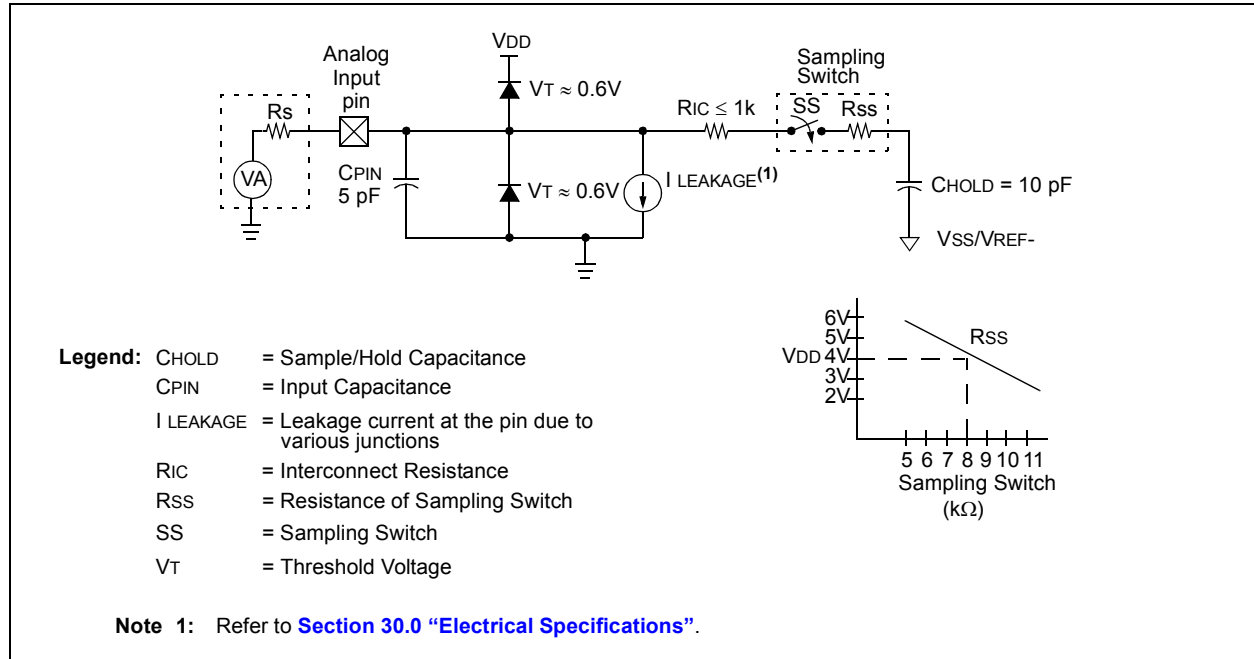 VDD
Analog
Input
pin
Sampling
Switch
VT ≈ 0.6V
RS
RIC ≤ 1k
SS
RSS
VA
CPIN
5 pF
VT ≈ 0.6V
I LEAKAGE(1)
CHOLD = 10 pF
VSS/VREF-
6V
5V
VDD 4V
3V
2V
RSS
5 6 7 8 9 10 11
Sampling Switch
(kΩ)
Legend: CHOLD = Sample/Hold Capacitance
CPIN = Input Capacitance
I LEAKAGE = Leakage current at the pin due to
various junctions
RIC = Interconnect Resistance
RSS = Resistance of Sampling Switch
SS = Sampling Switch
VT = Threshold Voltage
Note 1: Refer to Section 30.0 “Electrical Specifications”.